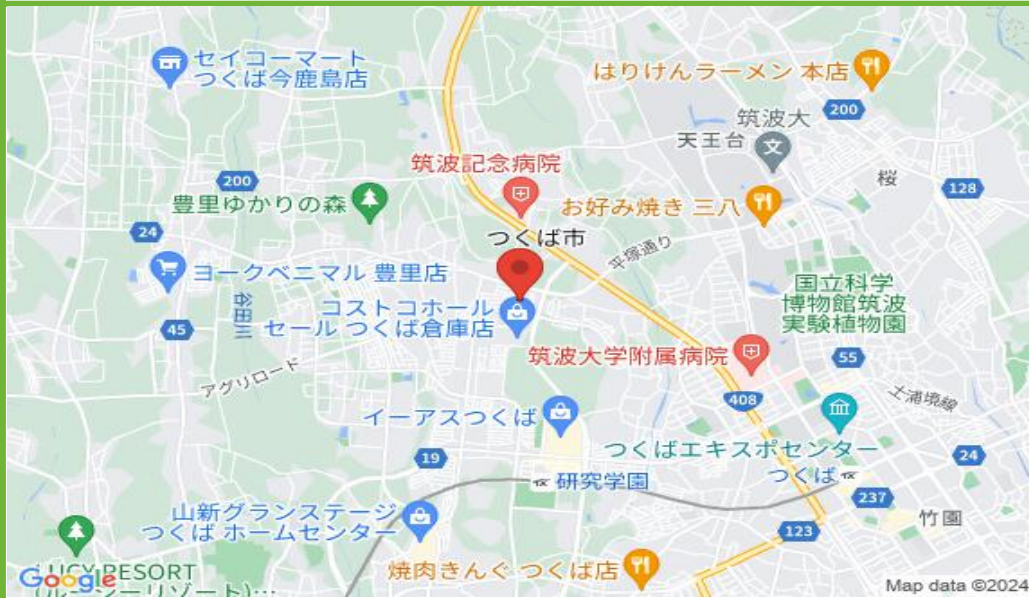 セイコーマート
つくば今鹿島店
はりけんラーメン 本店
200
筑波大
天王台
筑波記念病院
桜
200
128
豊里ゆかりの森
お好み焼き 三八
24
つくば市
平塚通り
ヨークベニマル 豊里店
谷田川
国立科学
博物館筑波
実験植物園
コストコホール
セール つくば倉庫店
45
筑波大学附属病院
55
アグリロード
408
土浦境線
イーアスつくば
つくばエキスポセンター
19
24
つくば
研究学園
237
山新グランステージ
つくば ホームセンター
竹園
123
焼肉きんぐ つくば店
LUCY RESORT
(ルーシーリゾート)…
Google
Map data ©2024